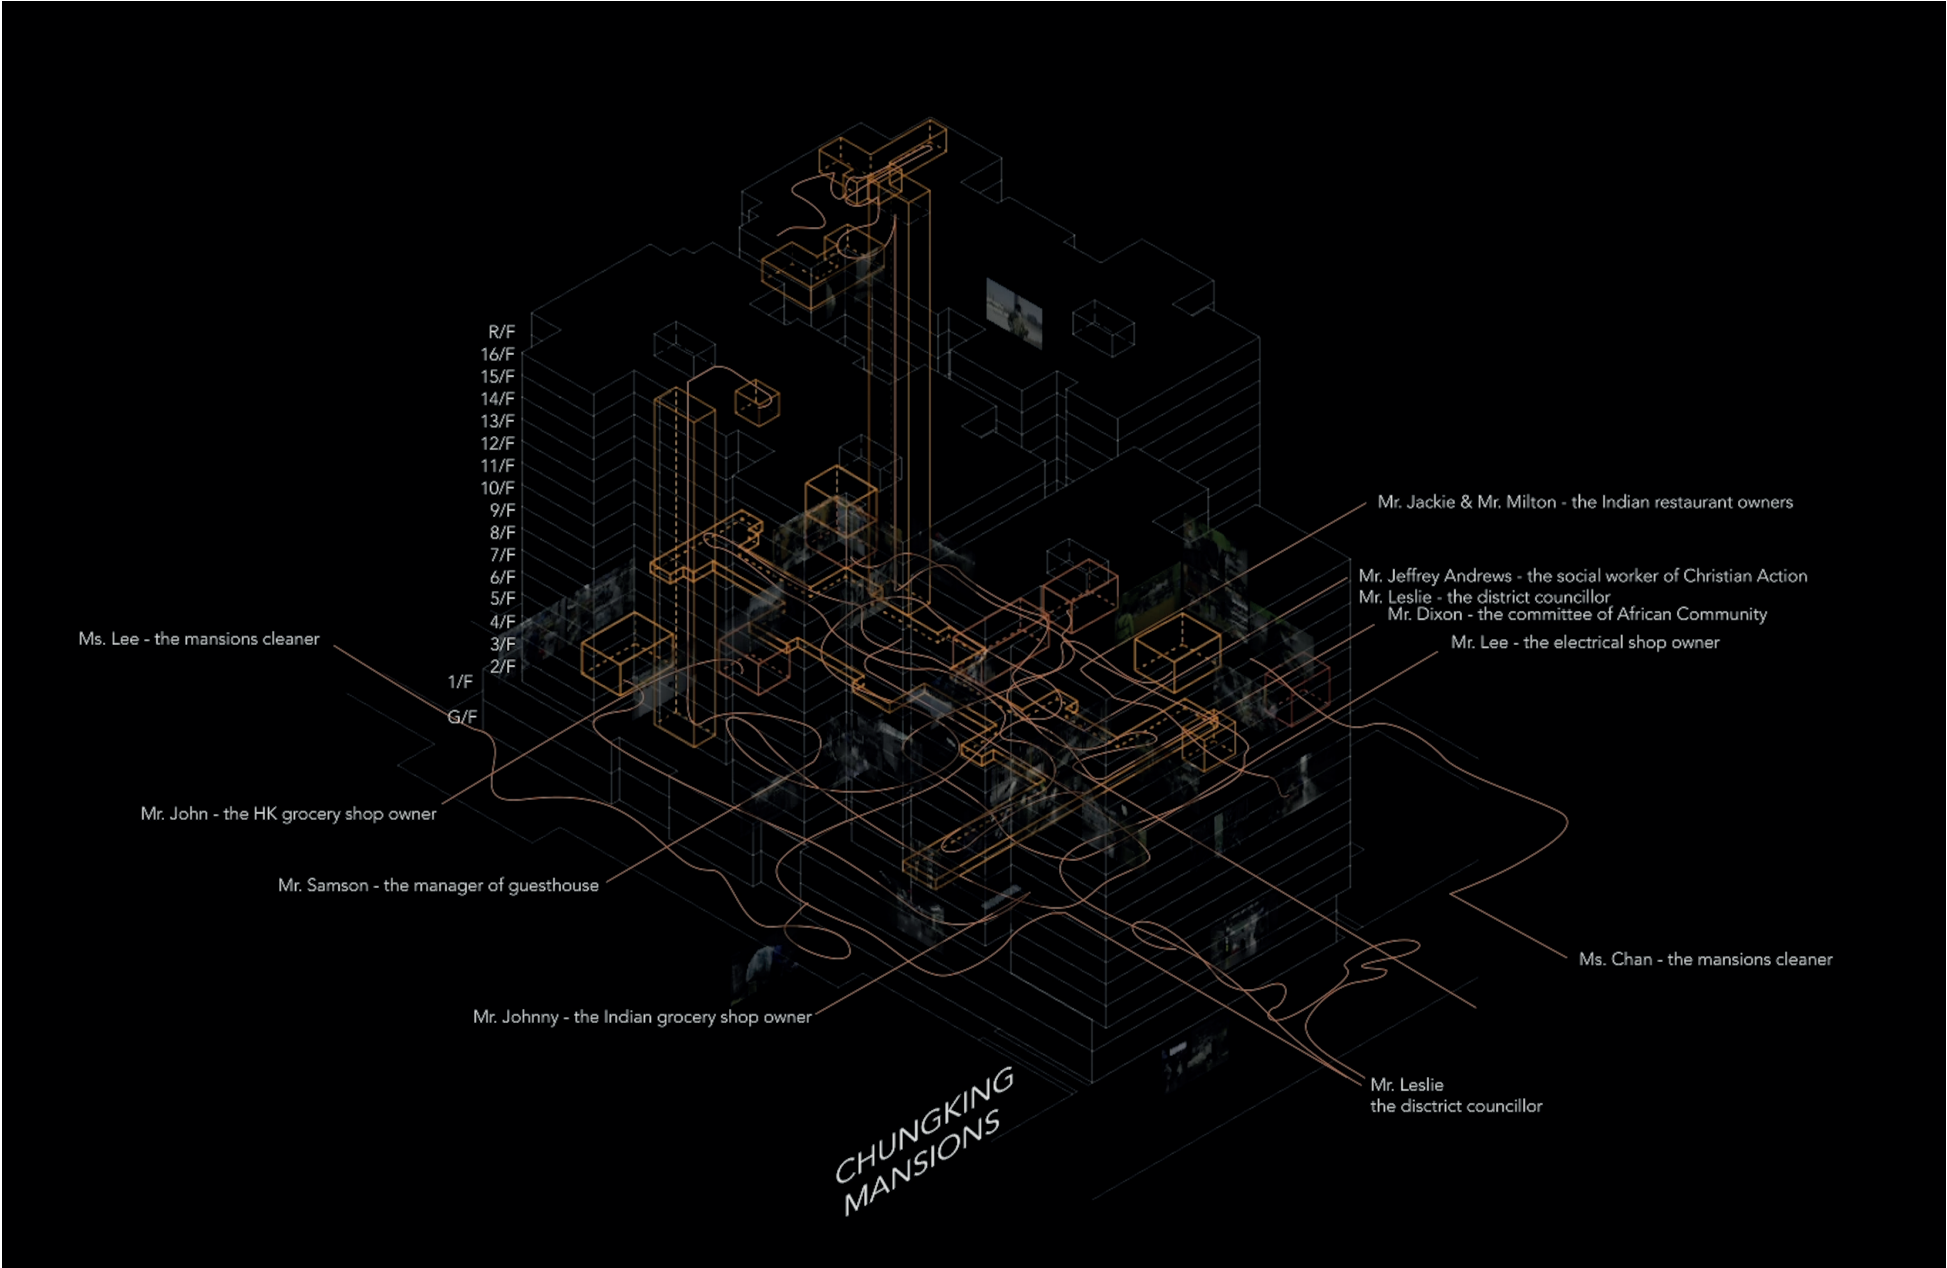 R/F
16/F
15/F
14/F
13/F
12/F
11/F
10/F
9/F
8/F
7/F
6/F
5/F
4/F
3/F
2/F
1/F
G/F
Mr. Jackie & Mr. Milton - the Indian restaurant owners
Mr. Jeffrey Andrews - the social worker of Christian Action
Mr. Leslie - the district councillor
Mr. Dixon - the committee of African Community
Mr. Lee - the electrical shop owner
Ms. Lee - the mansions cleaner
Mr. John - the HK grocery shop owner
Mr. Samson - the manager of guesthouse
Ms. Chan - the mansions cleaner
Mr. Johnny - the Indian grocery shop owner
Mr. Leslie
the disctrict councillor
CHUNGKING
MANSIONS